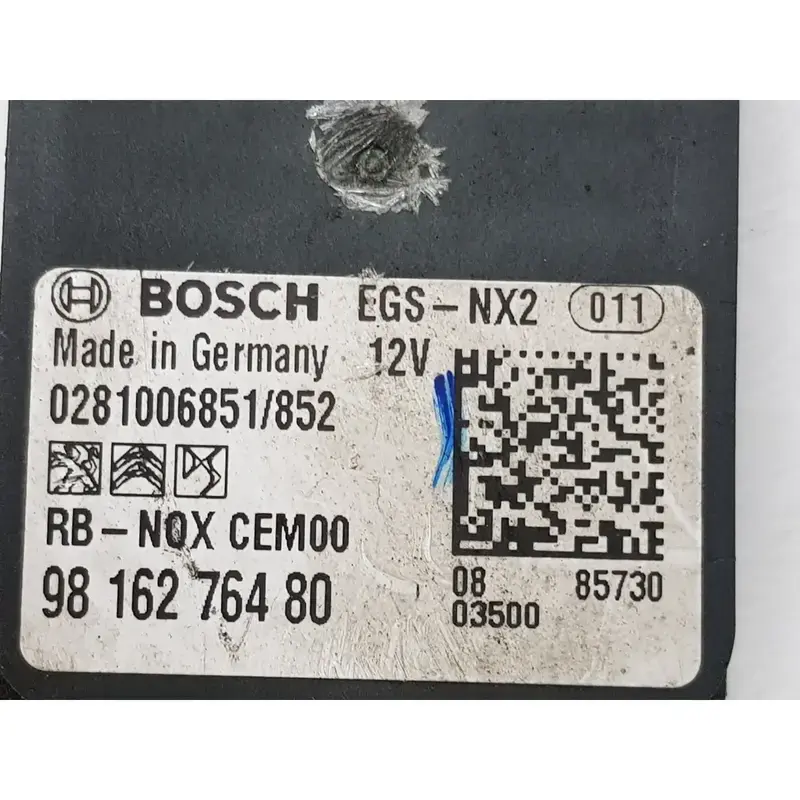 BOSCH EGS-NX2 011
Made in Germany 12V
0281006851/852
RB-NOX CEM00
98 162 764 80
08 85730
03500